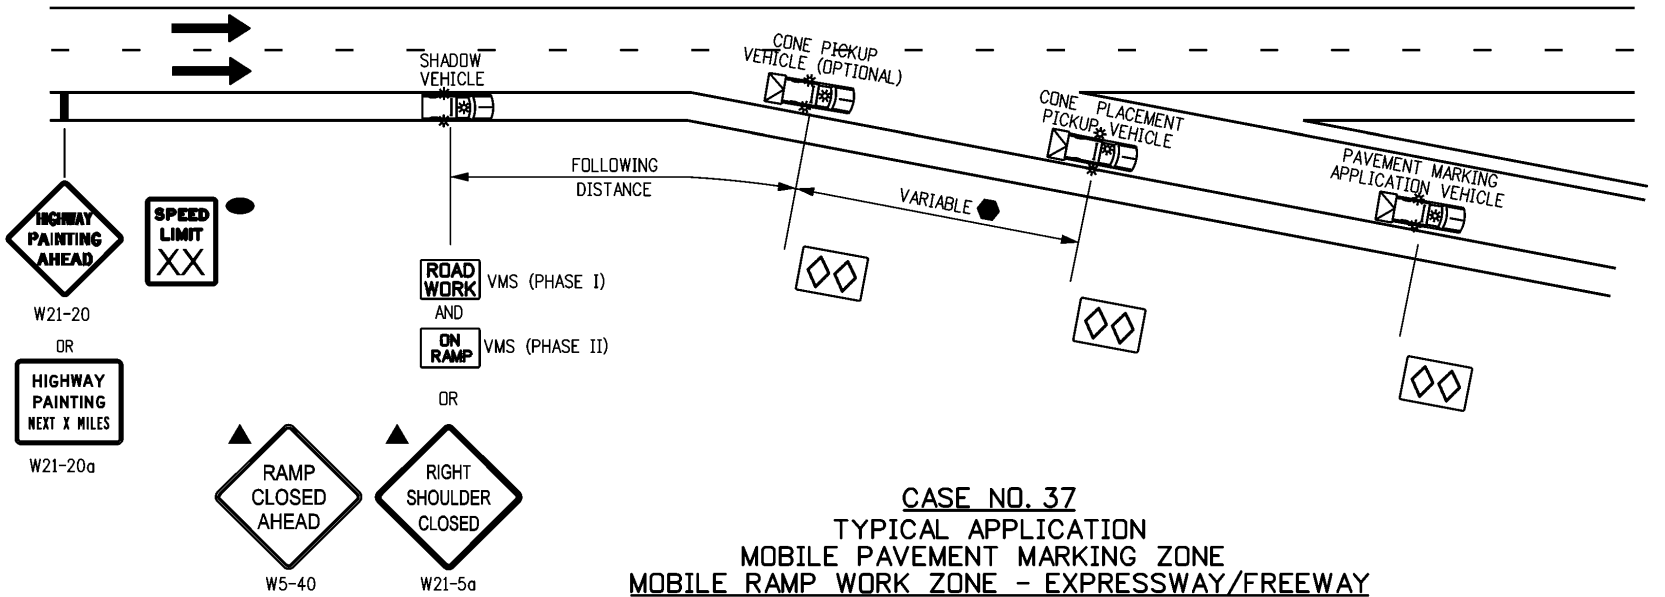 SHADOW
VEHICLE
CONE PICKUP
VEHICLE (OPTIONAL)
CONE PLACEMENT
PICKUP VEHICLE
PAVEMENT MARKING
APPLICATION VEHICLE
FOLLOWING
DISTANCE
VARIABLE
HIGHWAY
PAINTING
AHEAD
W21-20
OR
HIGHWAY
PAINTING
NEXT X MILES
W21-20a
SPEED
LIMIT
XX
ROAD
WORK
VMS (PHASE I)
AND
ON
RAMP
VMS (PHASE II)
OR
RAMP
CLOSED
AHEAD
W5-40
RIGHT
SHOULDER
CLOSED
W21-5a
CASE NO. 37
TYPICAL APPLICATION
MOBILE PAVEMENT MARKING ZONE
MOBILE RAMP WORK ZONE - EXPRESSWAY/FREEWAY